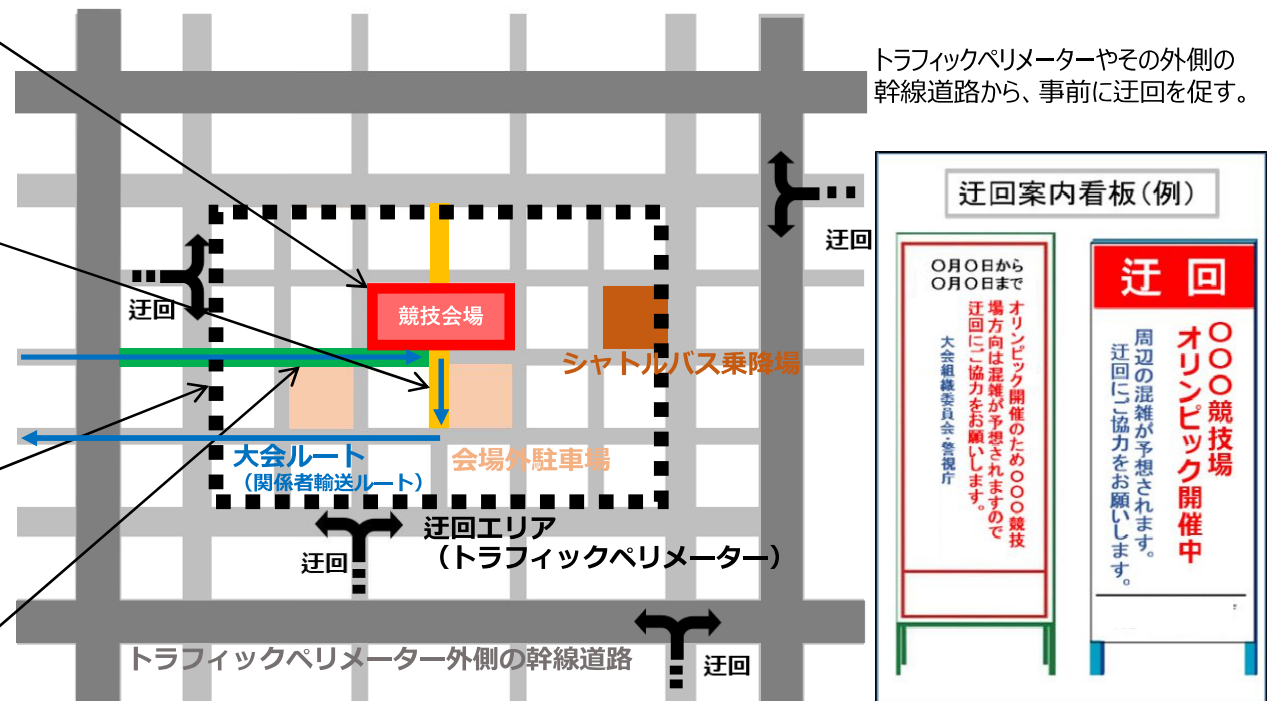 トラフィックペリメーターやその外側の
幹線道路から、事前に迂回を促す。
迂回
迂回
競技会場
シャトルバス乗降場
大会ルート
（関係者輸送ルート）
会場外駐車場
迂回エリア
（トラフィックペリメーター）
迂回
迂回
トラフィックペリメーター外側の幹線道路
迂回案内看板(例)
〇月〇日から
〇月〇日まで
オリンピック開催のため〇〇〇競技
場方向は混雑が予想されますので
迂回にご協力をお願いします。
大会組織委員会・警視庁
迂回
〇〇〇競技場
オリンピック開催中
周辺の混雑が予想されます。
迂回にご協力をお願いします。